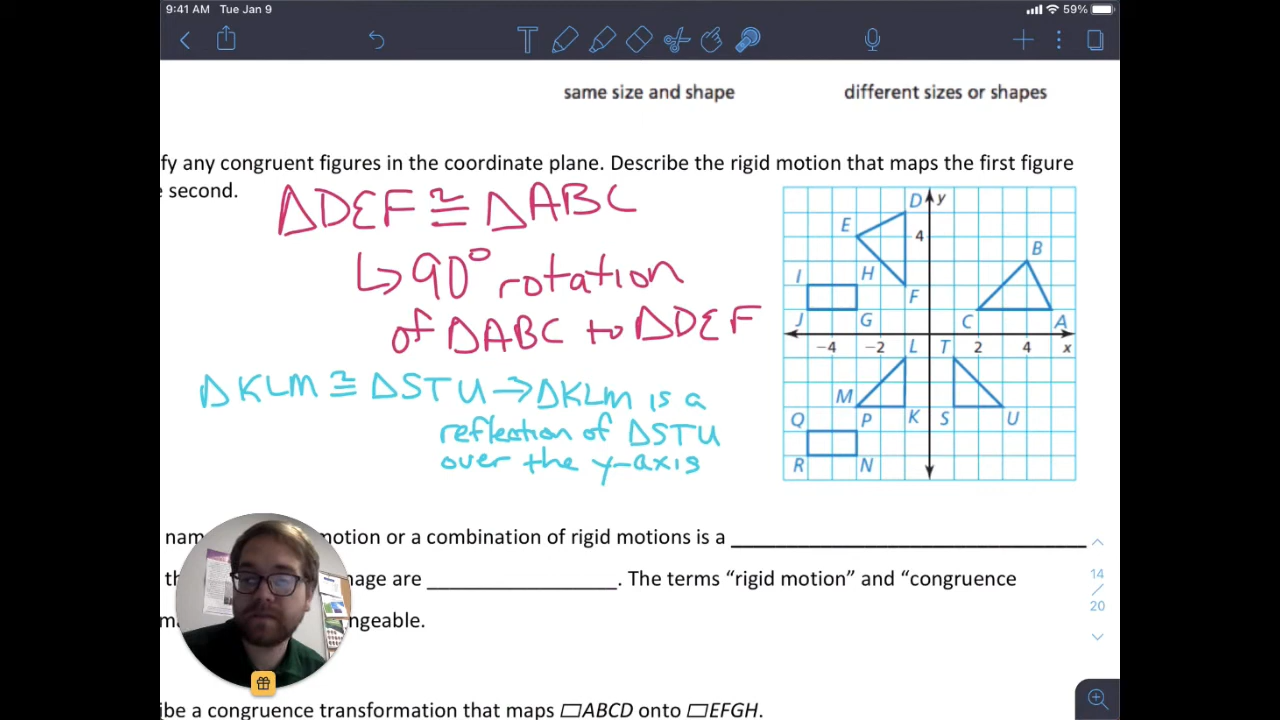 9:41 AM Tue Jan 9
59%
same size and shape
different sizes or shapes
fy any congruent figures in the coordinate plane. Describe the rigid motion that maps the first figure
e second.
ΔDEF ≅ ΔABC
↳ 90° rotation
of ΔABC to ΔDEF
ΔKLM ≅ ΔSTU → ΔKLM is a
reflection of ΔSTU
over the y-axis
D y
E 4
B
I H
F
J G C A
L T
-4 -2 2 4 x
M
Q P K S U
R N
nam otion or a combination of rigid motions is a
th nage are . The terms “rigid motion” and “congruence
ma ngeable.
14
/
20
ibe a congruence transformation that maps ▱ABCD onto ▱EFGH.